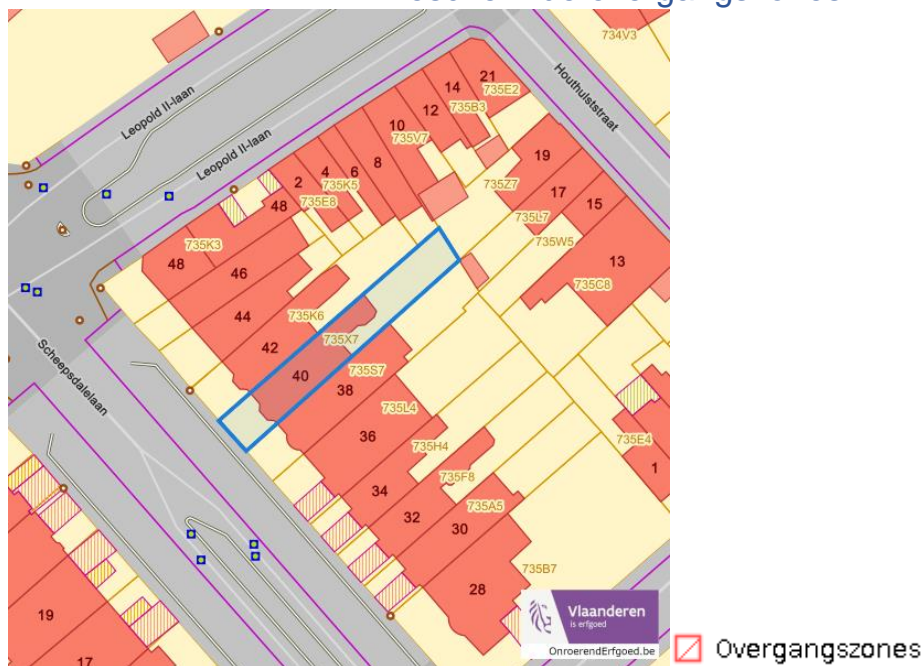 734V3
Leopold II-laan
Leopold II-laan
Houthulststraat
21
735E2
14
735B3
12
10
735V7
8
6
735K5
4
735E8
2
48
735K3
48
46
44
735K6
42
735X7
40
735S7
38
735L4
36
735H4
34
735F8
32
735A5
30
28
735B7
19
735Z7
17
15
735L7
735W5
13
735C8
735E4
1
Scheepsdalelaan
19
17
Vlaanderen
is erfgoed
OnroerendErfgoed.be
Overgangszones